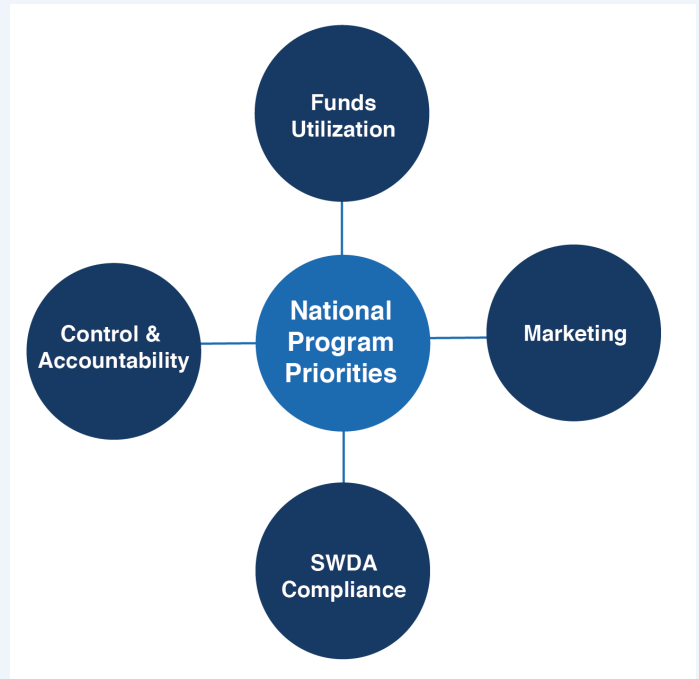 Funds
Utilization
National
Program
Priorities
Control &
Accountability
Marketing
SWDA
Compliance